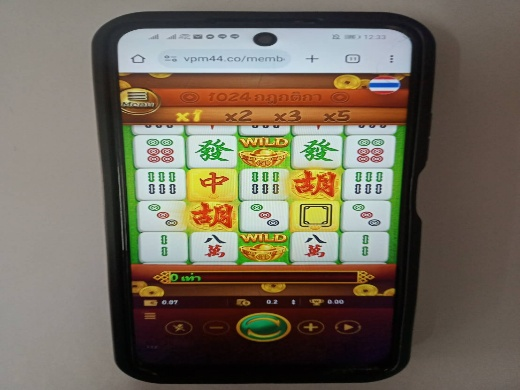 12:33
vpm44.co/memb
Menu
1024 กฎกติกา
x1 x2 x3 x5
發 WILD 發
中 胡
胡
八萬 WILD 八萬
0 เท่า
0.07 0.2 0.00